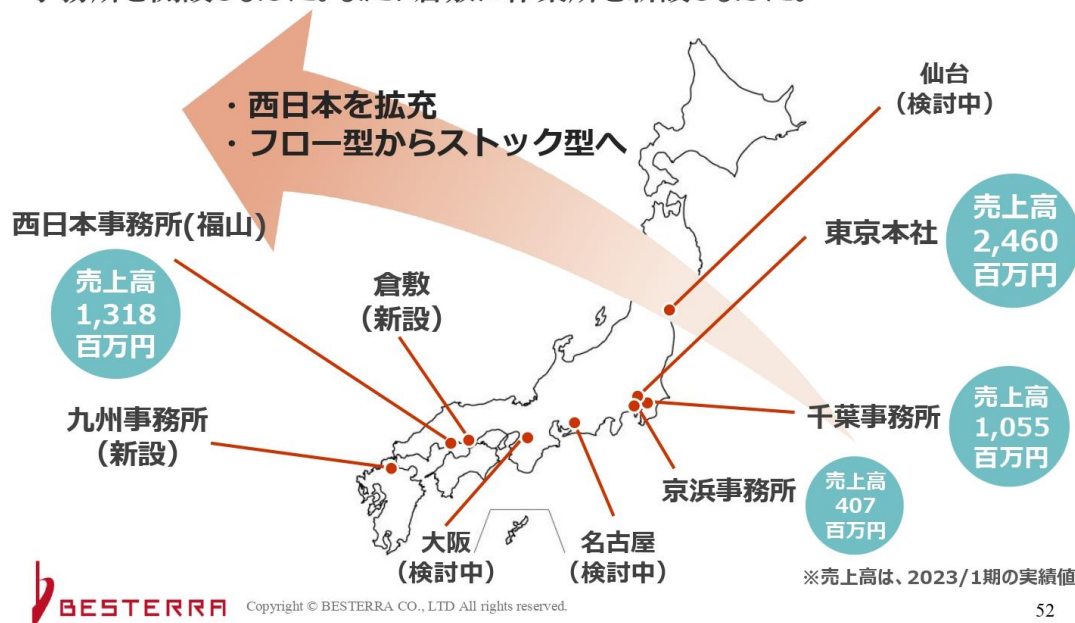 ・西日本を拡充
・フロー型からストック型へ
仙台
（検討中）
西日本事務所(福山)
売上高
1,318
百万円
倉敷
（新設）
東京本社
売上高
2,460
百万円
九州事務所
（新設）
千葉事務所
売上高
1,055
百万円
京浜事務所
売上高
407
百万円
大阪
（検討中）
名古屋
（検討中）
※売上高は、2023/1期の実績値
BESTERRA
Copyright © BESTERRA CO., LTD All rights reserved.
52